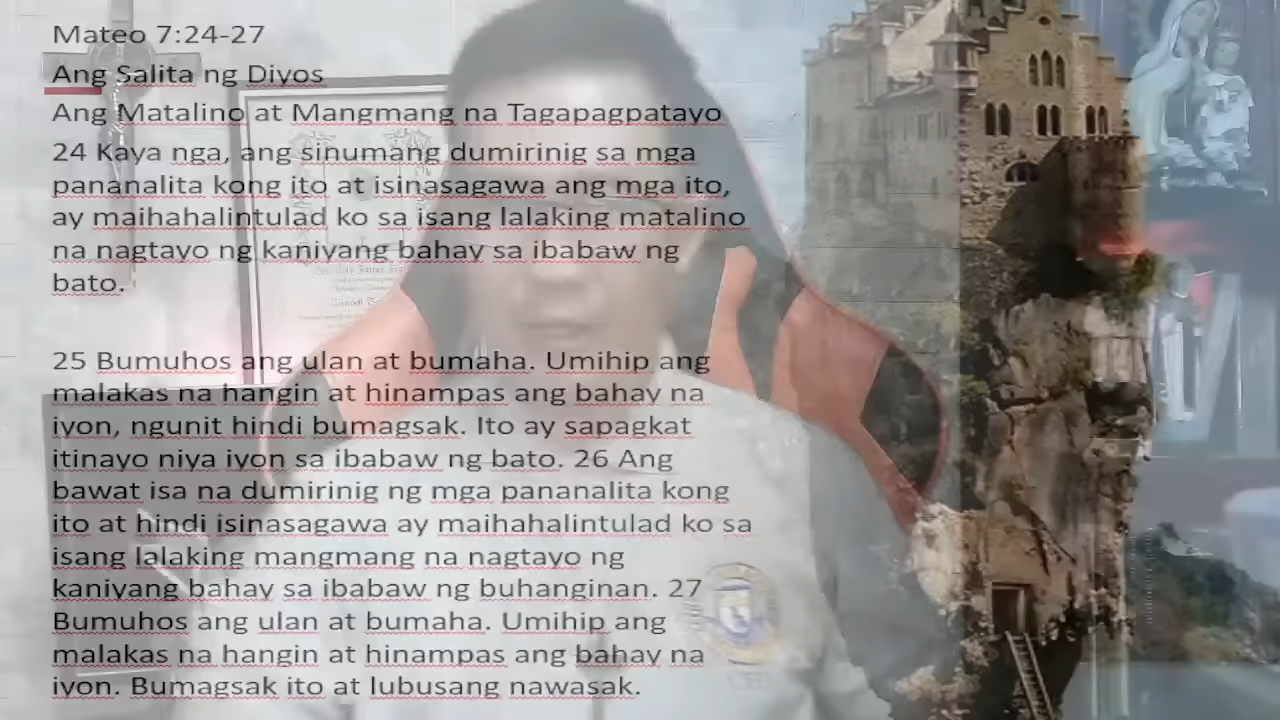 Mateo 7:24-27
Ang Salita ng Diyos
Ang Matalino at Mangmang na Tagapagpatayo
24 Kaya nga, ang sinumang dumirinig sa mga
pananalita kong ito at isinasagawa ang mga ito,
ay maihahalintulad ko sa isang lalaking matalino
na nagtayo ng kaniyang bahay sa ibabaw ng
bato.
25 Bumuhos ang ulan at bumaha. Umihip ang
malakas na hangin at hinampas ang bahay na
iyon, ngunit hindi bumagsak. Ito ay sapagkat
itinayo niya iyon sa ibabaw ng bato. 26 Ang
bawat isa na dumirinig ng mga pananalita kong
ito at hindi isinasagawa ay maihahalintulad ko sa
isang lalaking mangmang na nagtayo ng
kaniyang bahay sa ibabaw ng buhanginan. 27
Bumuhos ang ulan at bumaha. Umihip ang
malakas na hangin at hinampas ang bahay na
iyon. Bumagsak ito at lubusang nawasak.